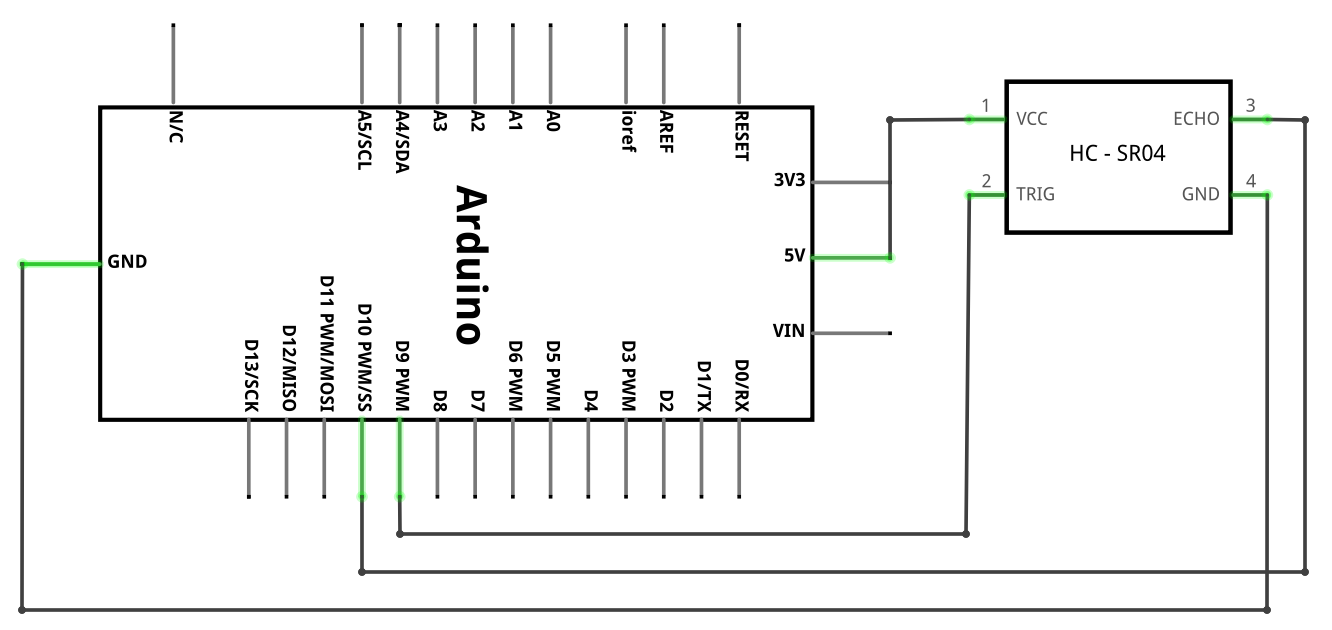 N/C
A5/SCL
A4/SDA
A3
A2
A1
A0
ioref
AREF
RESET
1
VCC
ECHO
3
HC - SR04
2
TRIG
GND
4
3V3
5V
VIN
Arduino
GND
D13/SCK
D12/MISO
D11 PWM/MOSI
D10 PWM/SS
D9 PWM
D8
D7
D6 PWM
D5 PWM
D4
D3 PWM
D2
D1/TX
D0/RX